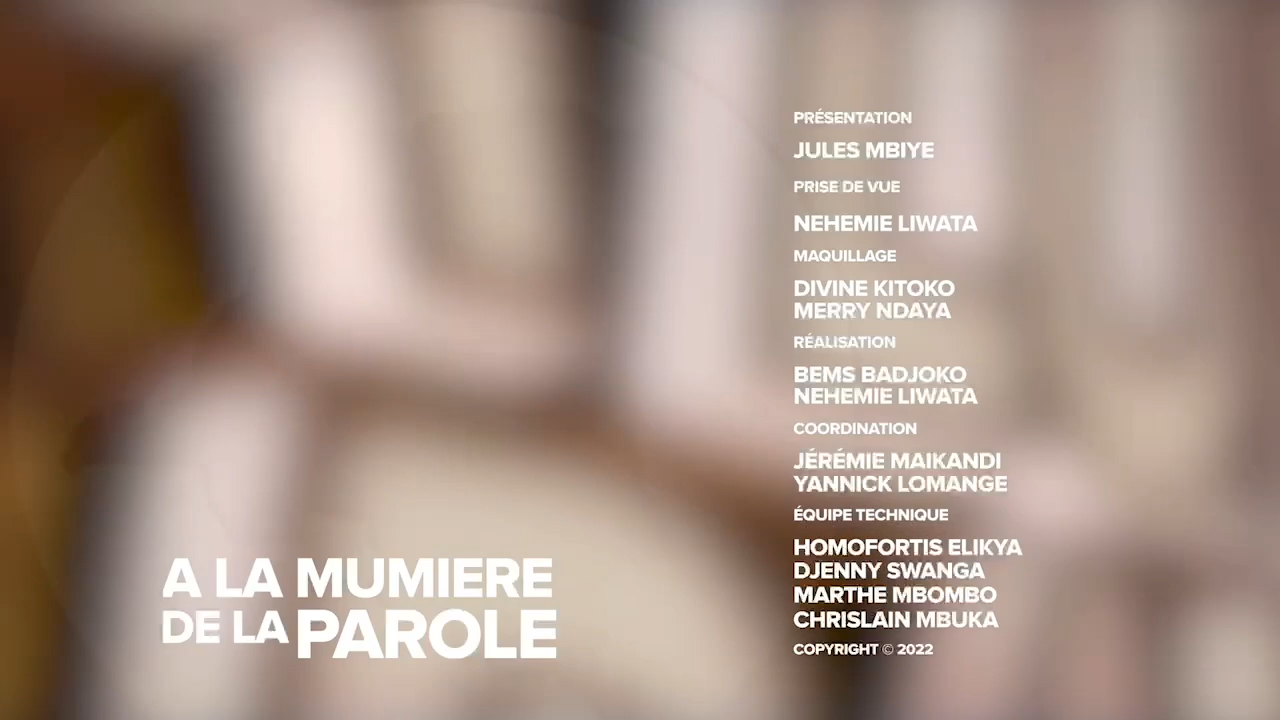 PRÉSENTATION
JULES MBIYE
PRISE DE VUE
NEHEMIE LIWATA
MAQUILLAGE
DIVINE KITOKO
MERRY NDAYA
RÉALISATION
BEMS BADJOKO
NEHEMIE LIWATA
COORDINATION
JÉRÉMIE MAIKANDI
YANNICK LOMANGE
ÉQUIPE TECHNIQUE
HOMOFORTIS ELIKYA
DJENNY SWANGA
MARTHE MBOMBO
CHRISLAIN MBUKA
COPYRIGHT © 2022
A LA MUMIERE
DE LA PAROLE